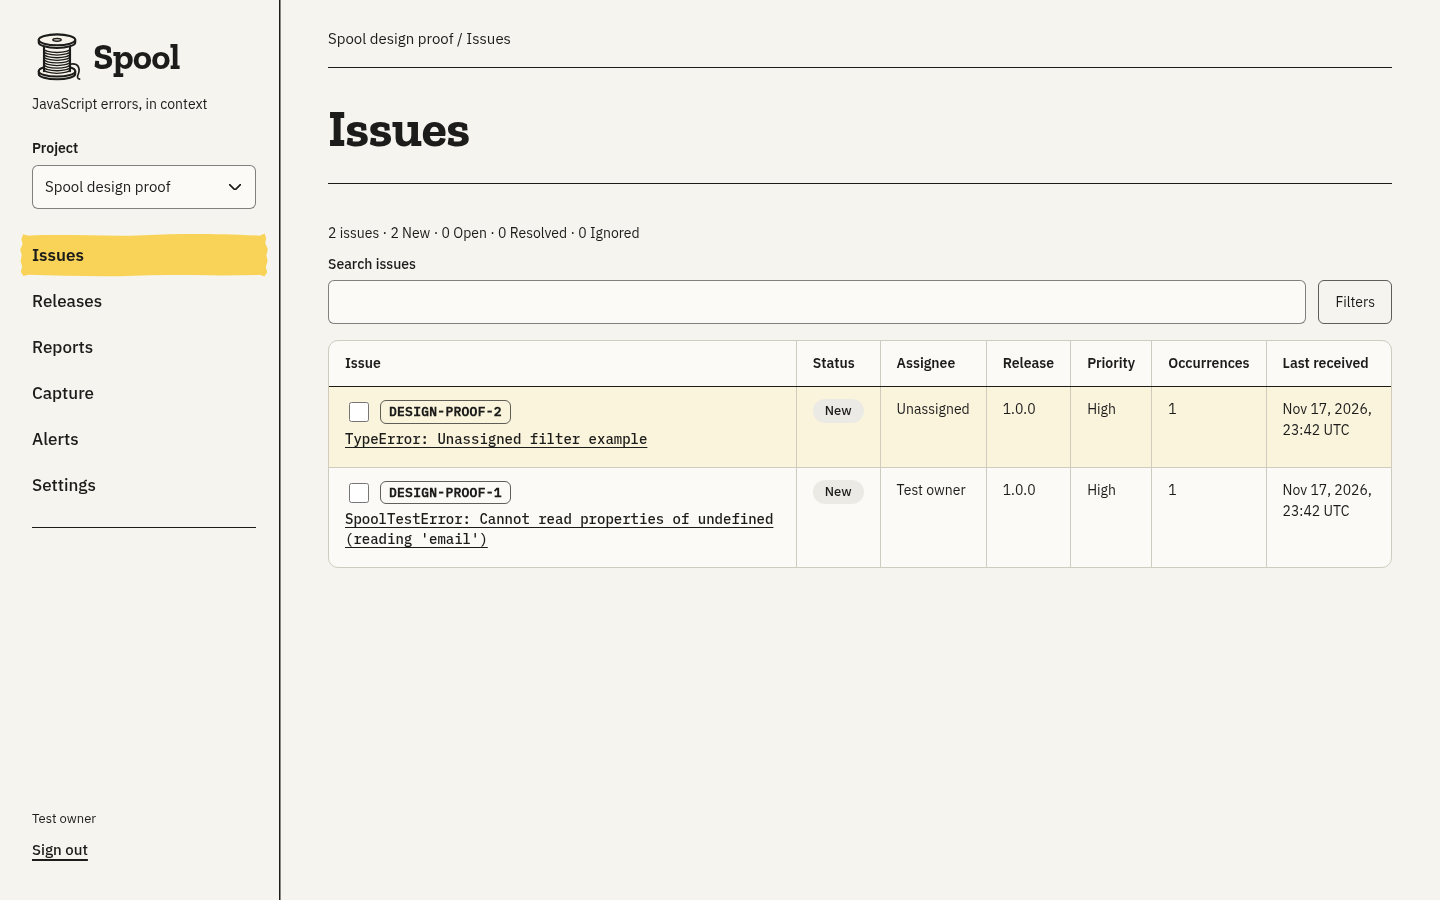 Spool
JavaScript errors, in context
Project
Spool design proof
Issues
Releases
Reports
Capture
Alerts
Settings
Test owner
Sign out
Spool design proof / Issues
Issues
2 issues · 2 New · 0 Open · 0 Resolved · 0 Ignored
Search issues
Filters
Issue Status Assignee Release Priority Occurrences Last received
DESIGN-PROOF-2 New Unassigned 1.0.0 High 1 Nov 17, 2026,
23:42 UTC
TypeError: Unassigned filter example
DESIGN-PROOF-1 New Test owner 1.0.0 High 1 Nov 17, 2026,
23:42 UTC
SpoolTestError: Cannot read properties of undefined
(reading 'email')